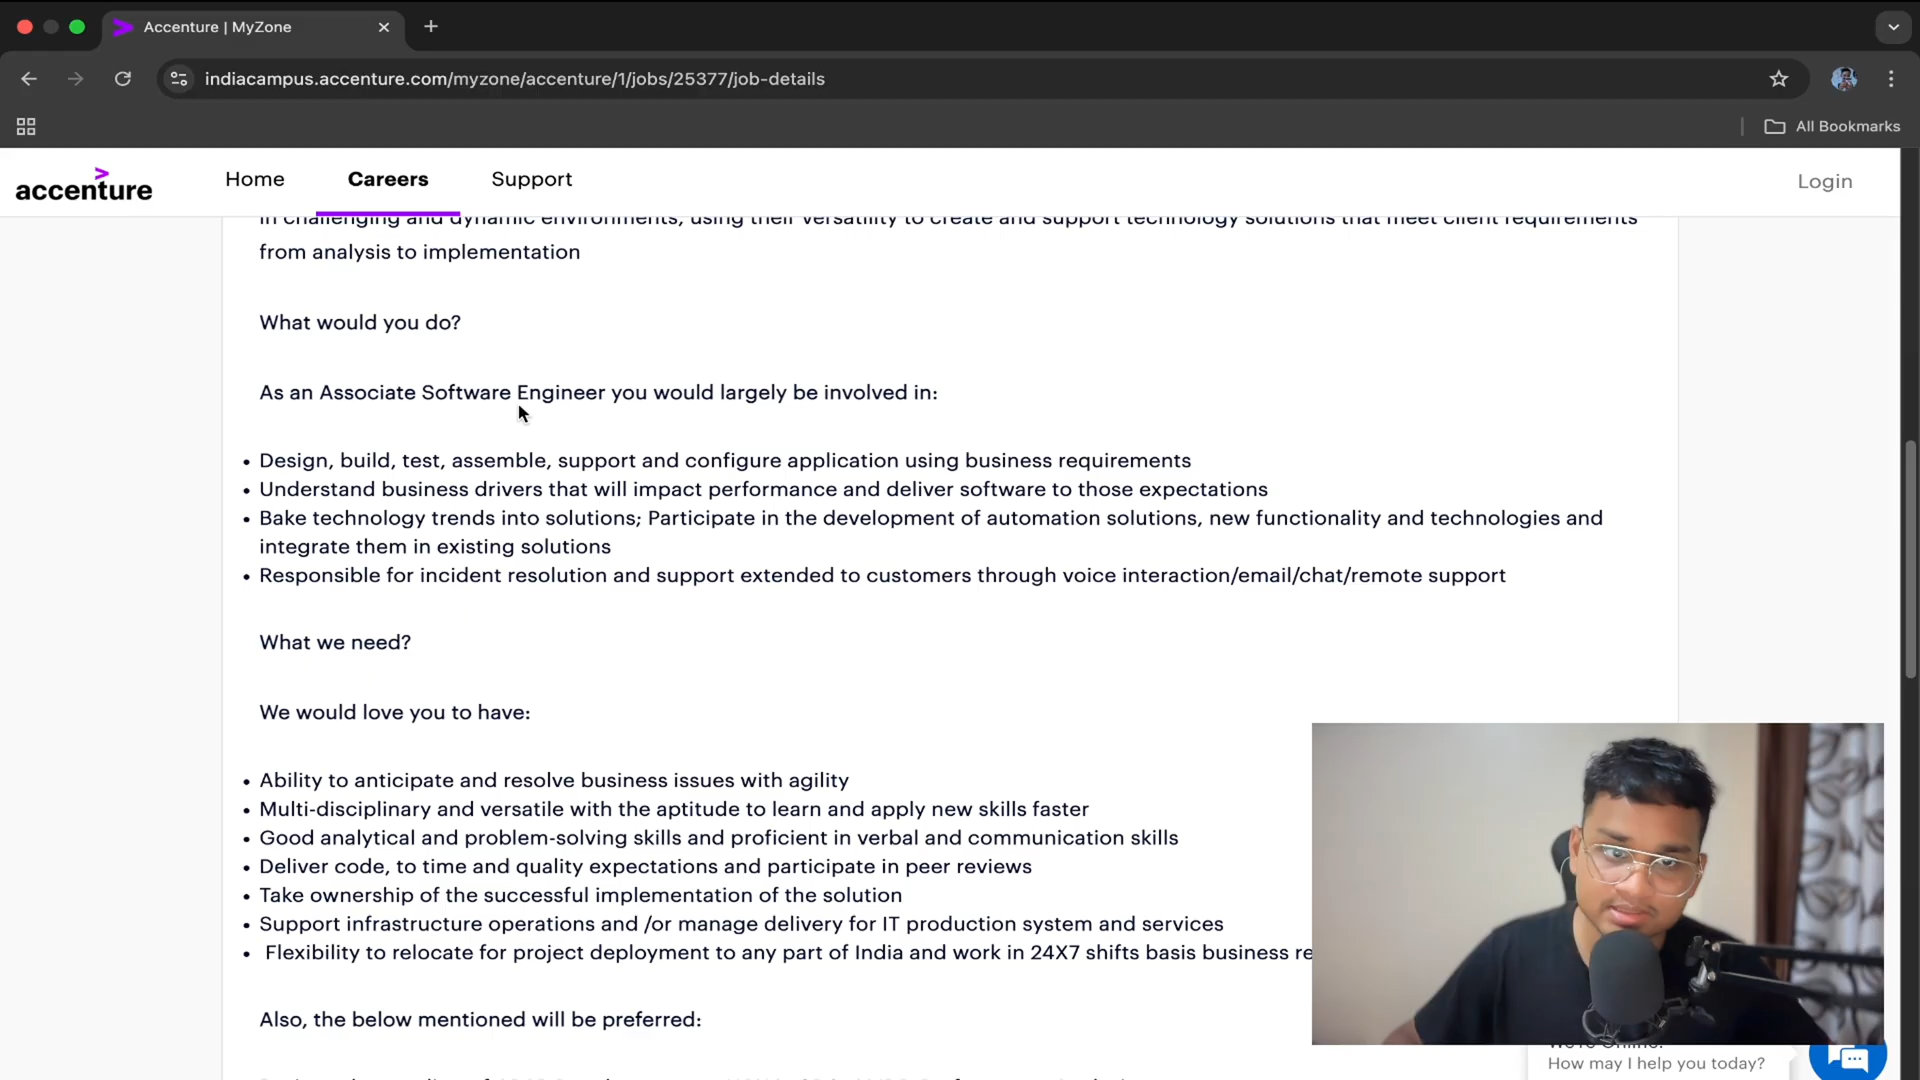 Accenture | MyZone
indiacampus.accenture.com/myzone/accenture/1/jobs/25377/job-details
All Bookmarks
accenture
Home
Careers
Support
Login
in challenging and dynamic environments, using their versatility to create and support technology solutions that meet client requirements
from analysis to implementation
What would you do?
As an Associate Software Engineer you would largely be involved in:
• Design, build, test, assemble, support and configure application using business requirements
• Understand business drivers that will impact performance and deliver software to those expectations
• Bake technology trends into solutions; Participate in the development of automation solutions, new functionality and technologies and
integrate them in existing solutions
• Responsible for incident resolution and support extended to customers through voice interaction/email/chat/remote support
What we need?
We would love you to have:
• Ability to anticipate and resolve business issues with agility
• Multi-disciplinary and versatile with the aptitude to learn and apply new skills faster
• Good analytical and problem-solving skills and proficient in verbal and communication skills
• Deliver code, to time and quality expectations and participate in peer reviews
• Take ownership of the successful implementation of the solution
• Support infrastructure operations and /or manage delivery for IT production system and services
• Flexibility to relocate for project deployment to any part of India and work in 24X7 shifts basis business re
Also, the below mentioned will be preferred:
We're Online!
How may I help you today?